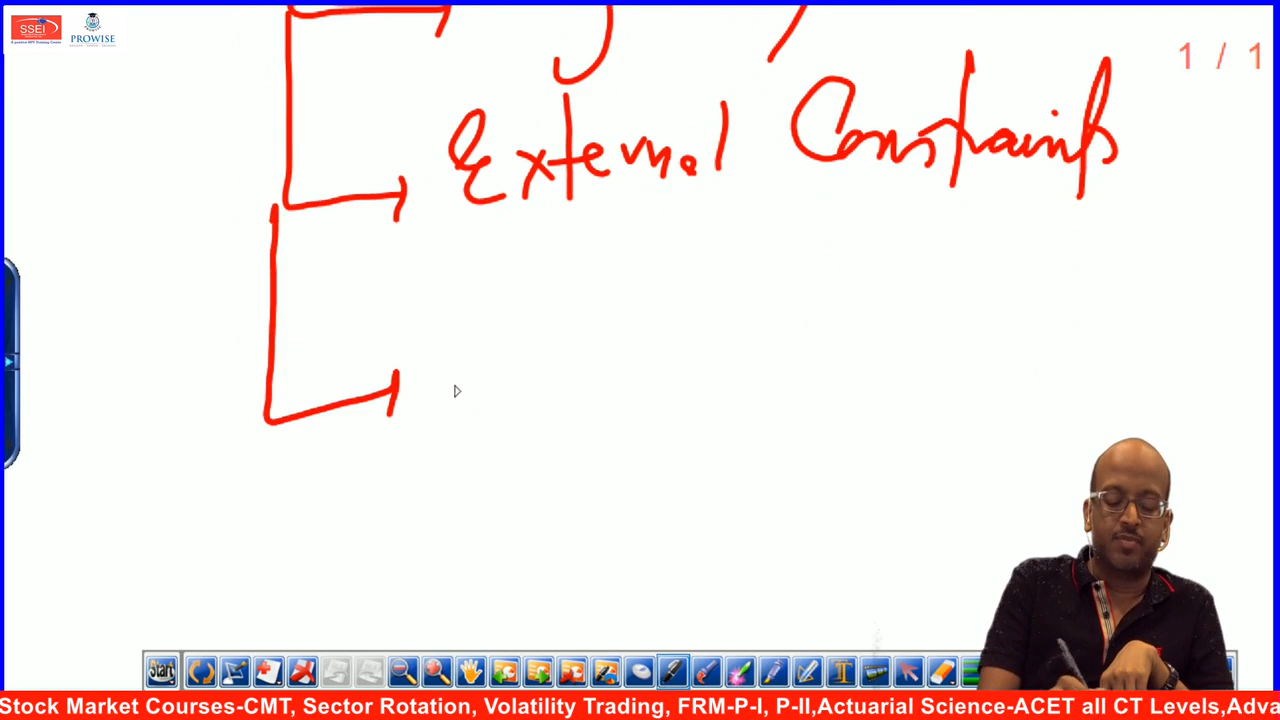 SSEI
PROWISE
1 / 1
External Constraints
Start
Stock Market Courses-CMT, Sector Rotation, Volatility Trading, FRM-P-I, P-II,Actuarial Science-ACET all CT Levels,Adva